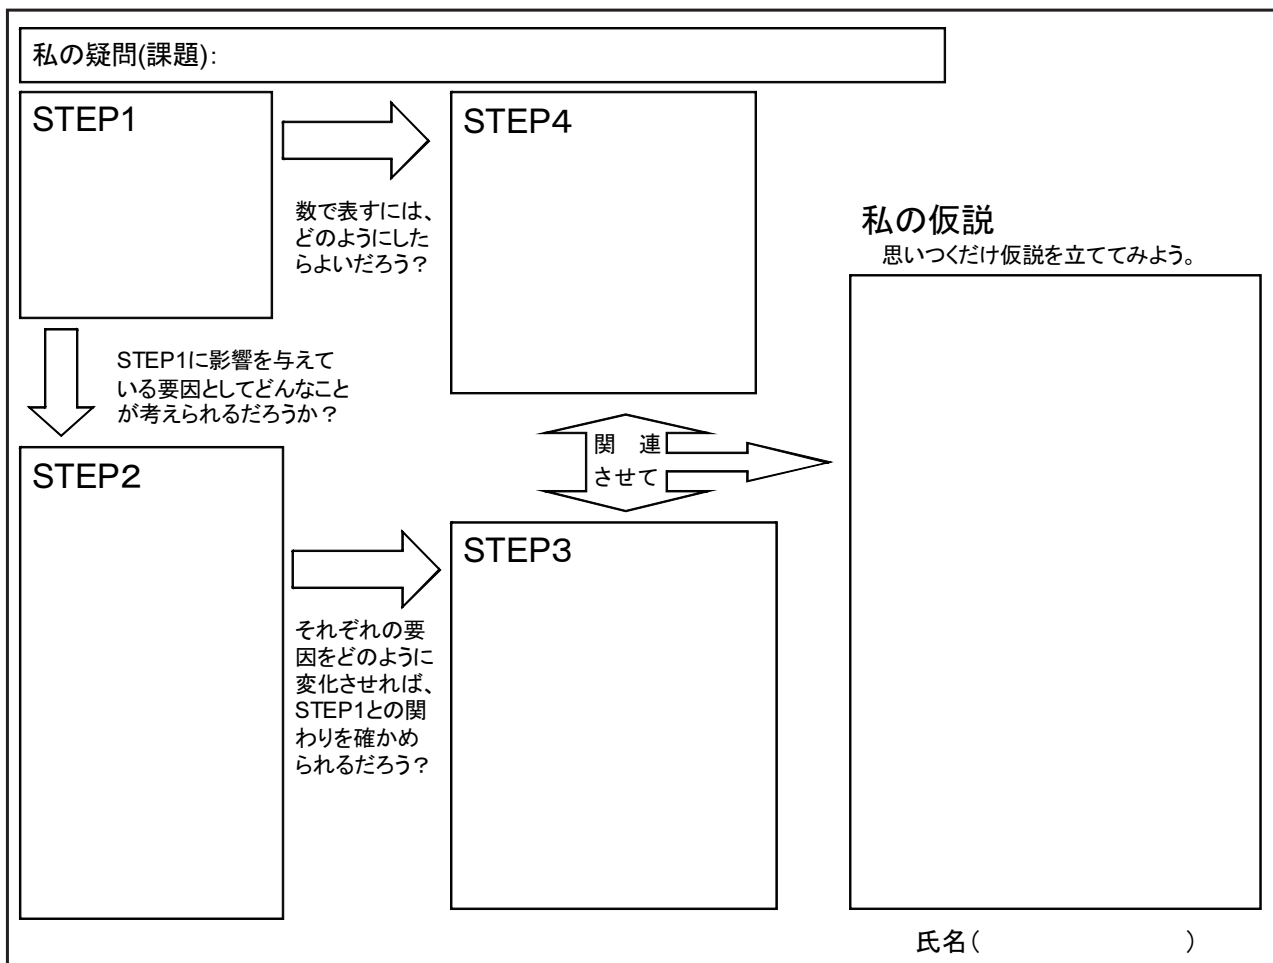 私の疑問(課題)：
STEP1
数で表すには、
どのようにした
らよいだろう？
STEP4
STEP1に影響を与えて
いる要因としてどんなこと
が考えられるだろうか？
STEP2
それぞれの要
因をどのように
変化させれば、
STEP1との関
わりを確かめ
られるだろう？
STEP3
関　連
させて
私の仮説
思いつくだけ仮説を立ててみよう。
氏名(　　　　　　　　)